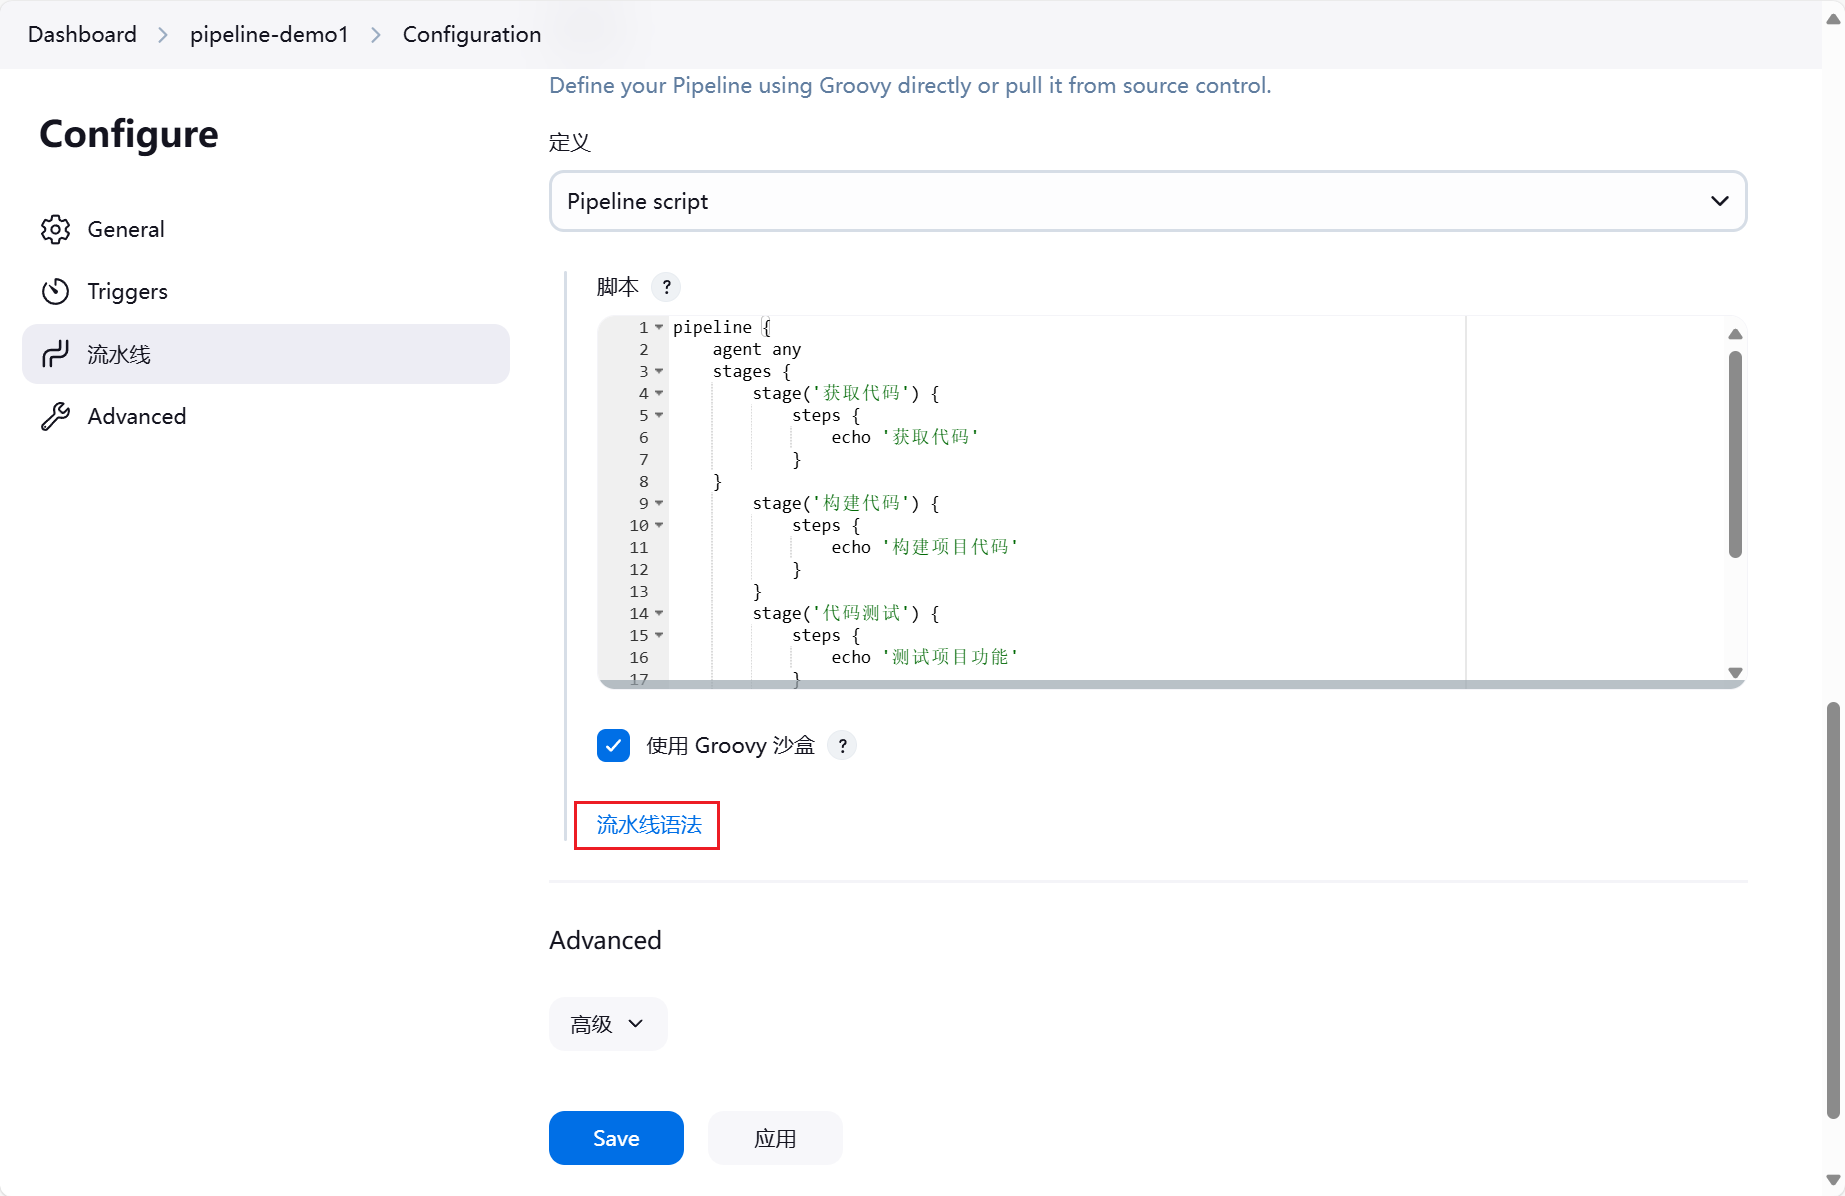 Dashboard > pipeline-demo1 > Configuration
Configure
General
Triggers
流水线
Advanced
Define your Pipeline using Groovy directly or pull it from source control.
定义
Pipeline script
脚本 ?
1 pipeline {
2     agent any
3     stages {
4         stage('获取代码') {
5             steps {
6                 echo '获取代码'
7             }
8     }
9         stage('构建代码') {
10             steps {
11                 echo '构建项目代码'
12             }
13         }
14         stage('代码测试') {
15             steps {
16                 echo '测试项目功能'
17             }
使用 Groovy 沙盒 ?
流水线语法
Advanced
高级
Save
应用